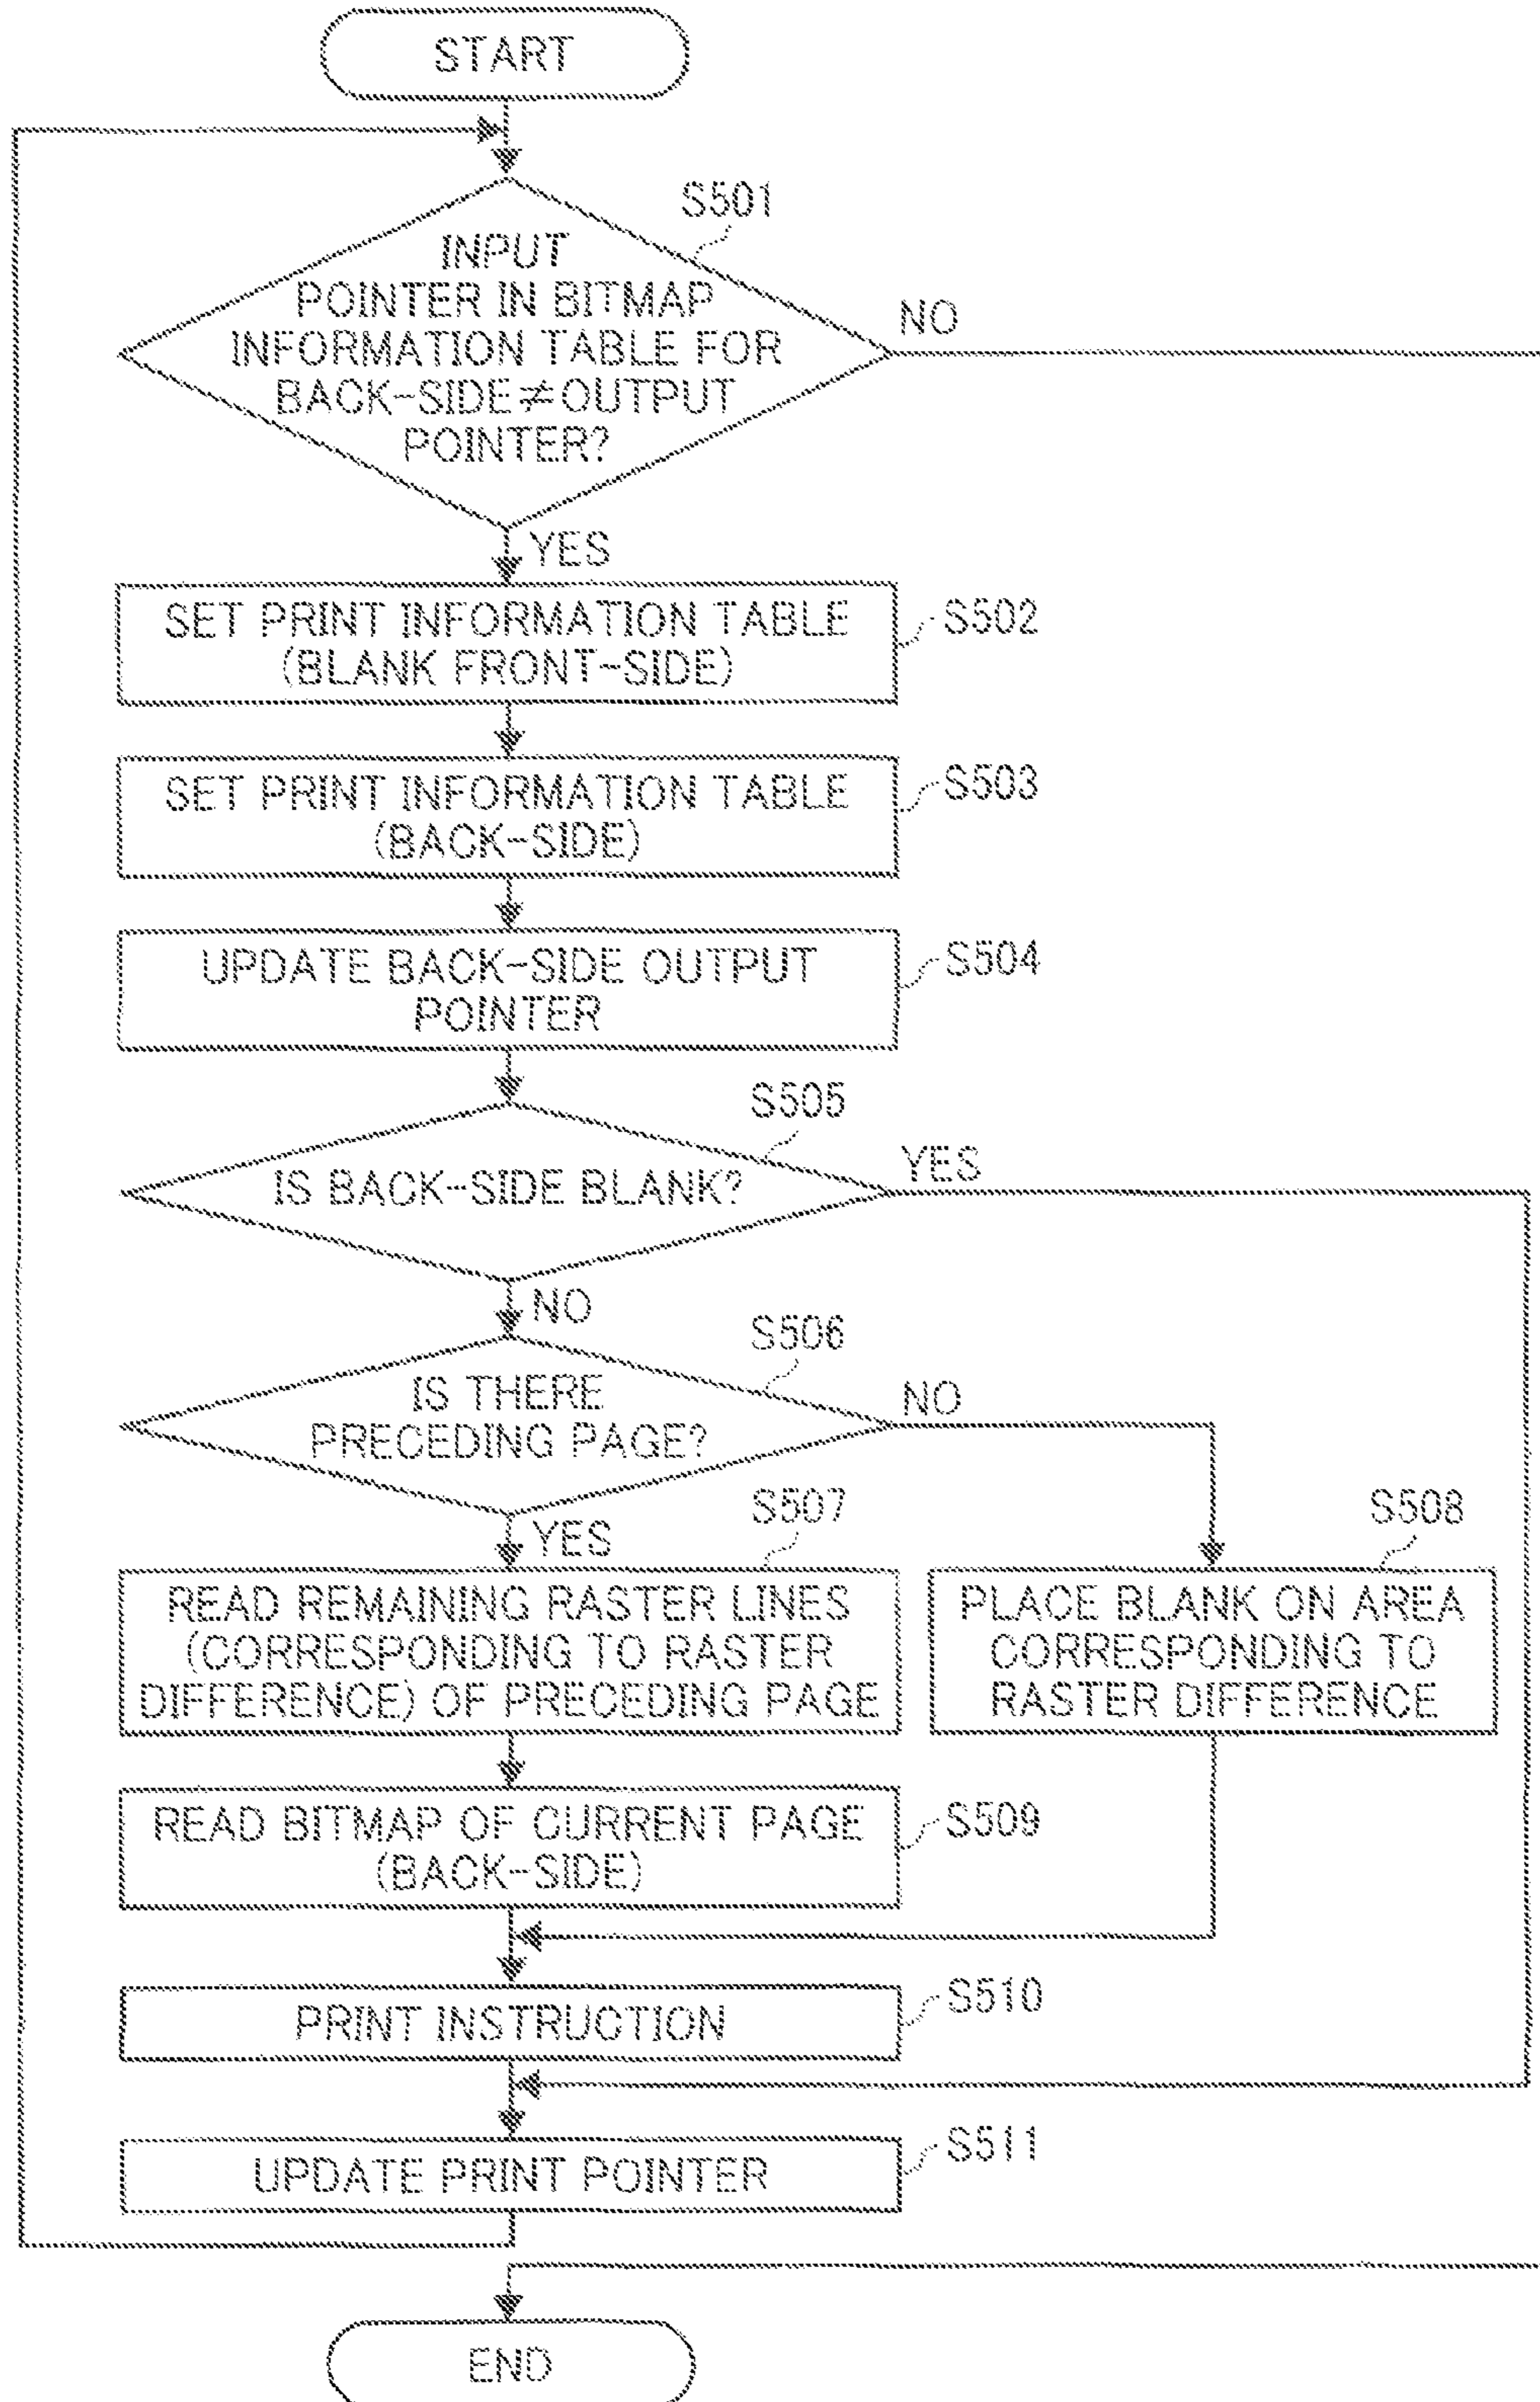 START
S501
INPUT
POINTER IN BITMAP
INFORMATION TABLE FOR
BACK-SIDE≠OUTPUT
POINTER?
NO
YES
SET PRINT INFORMATION TABLE
(BLANK FRONT-SIDE)
S502
SET PRINT INFORMATION TABLE
(BACK-SIDE)
S503
UPDATE BACK-SIDE OUTPUT
POINTER
S504
S505
IS BACK-SIDE BLANK?
YES
NO
S506
IS THERE
PRECEDING PAGE?
NO
YES
S507
READ REMAINING RASTER LINES
(CORRESPONDING TO RASTER
DIFFERENCE) OF PRECEDING PAGE
S508
PLACE BLANK ON AREA
CORRESPONDING TO
RASTER DIFFERENCE
READ BITMAP OF CURRENT PAGE
(BACK-SIDE)
S509
PRINT INSTRUCTION
S510
UPDATE PRINT POINTER
S511
END